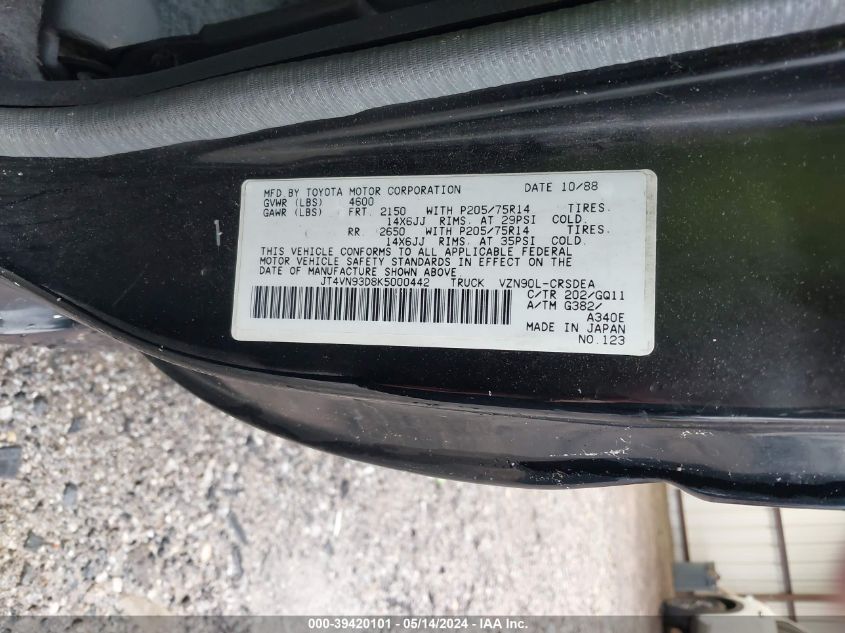 MFD BY TOYOTA MOTOR CORPORATION DATE 10/88
GVWR (LBS) 4600
GAWR (LBS) FRT. 2150 WITH P205/75R14 TIRES.
14X6JJ RIMS. AT 29PSI COLD.
RR. 2650 WITH P205/75R14 TIRES.
14X6JJ RIMS. AT 35PSI COLD.
THIS VEHICLE CONFORMS TO ALL APPLICABLE FEDERAL
MOTOR VEHICLE SAFETY STANDARDS IN EFFECT ON THE
DATE OF MANUFACTURE SHOWN ABOVE
JT4VN93D8K5000442 TRUCK VZN90L-CRSDEA
C/TR 202/GQ11
A/TM G382/
A340E
MADE IN JAPAN
NO.123
000-39420101 - 05/14/2024 - IAA Inc.